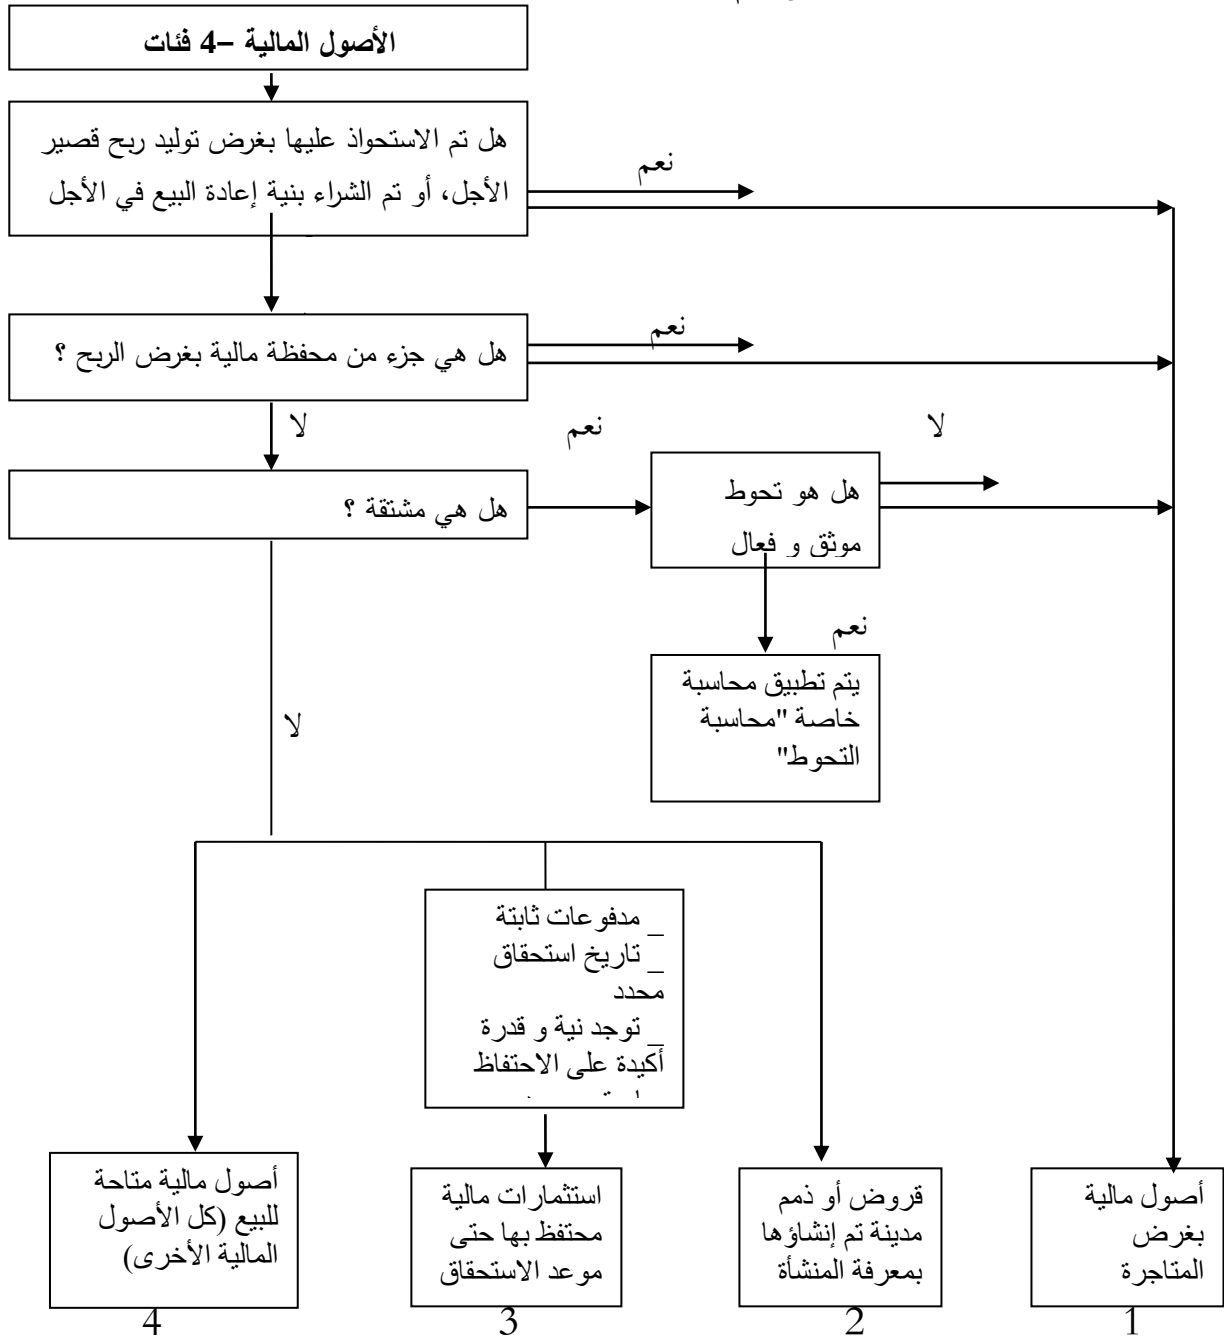 الأصول المالية –4 فئات
هل تم الاستحواذ عليها بغرض توليد ربح قصير
الأجل، أو تم الشراء بنية إعادة البيع في الأجل
نعم
هل هي جزء من محفظة مالية بغرض الربح ؟
نعم
لا
نعم
لا
هل هي مشتقة ؟
هل هو تحوط
موثق و فعال
نعم
يتم تطبيق محاسبة
خاصة "محاسبة
التحوط"
لا
_ مدفوعات ثابتة
_ تاريخ استحقاق
محدد
_ توجد نية و قدرة
أكيدة على الاحتفاظ
أصول مالية بغرض
المتاجرة
1
قروض أو ذمم
مدينة تم إنشاؤها
بمعرفة المنشأة
2
استثمارات مالية
محتفظ بها حتى
موعد الاستحقاق
3
أصول مالية متاحة
للبيع (كل الأصول
المالية الأخرى)
4